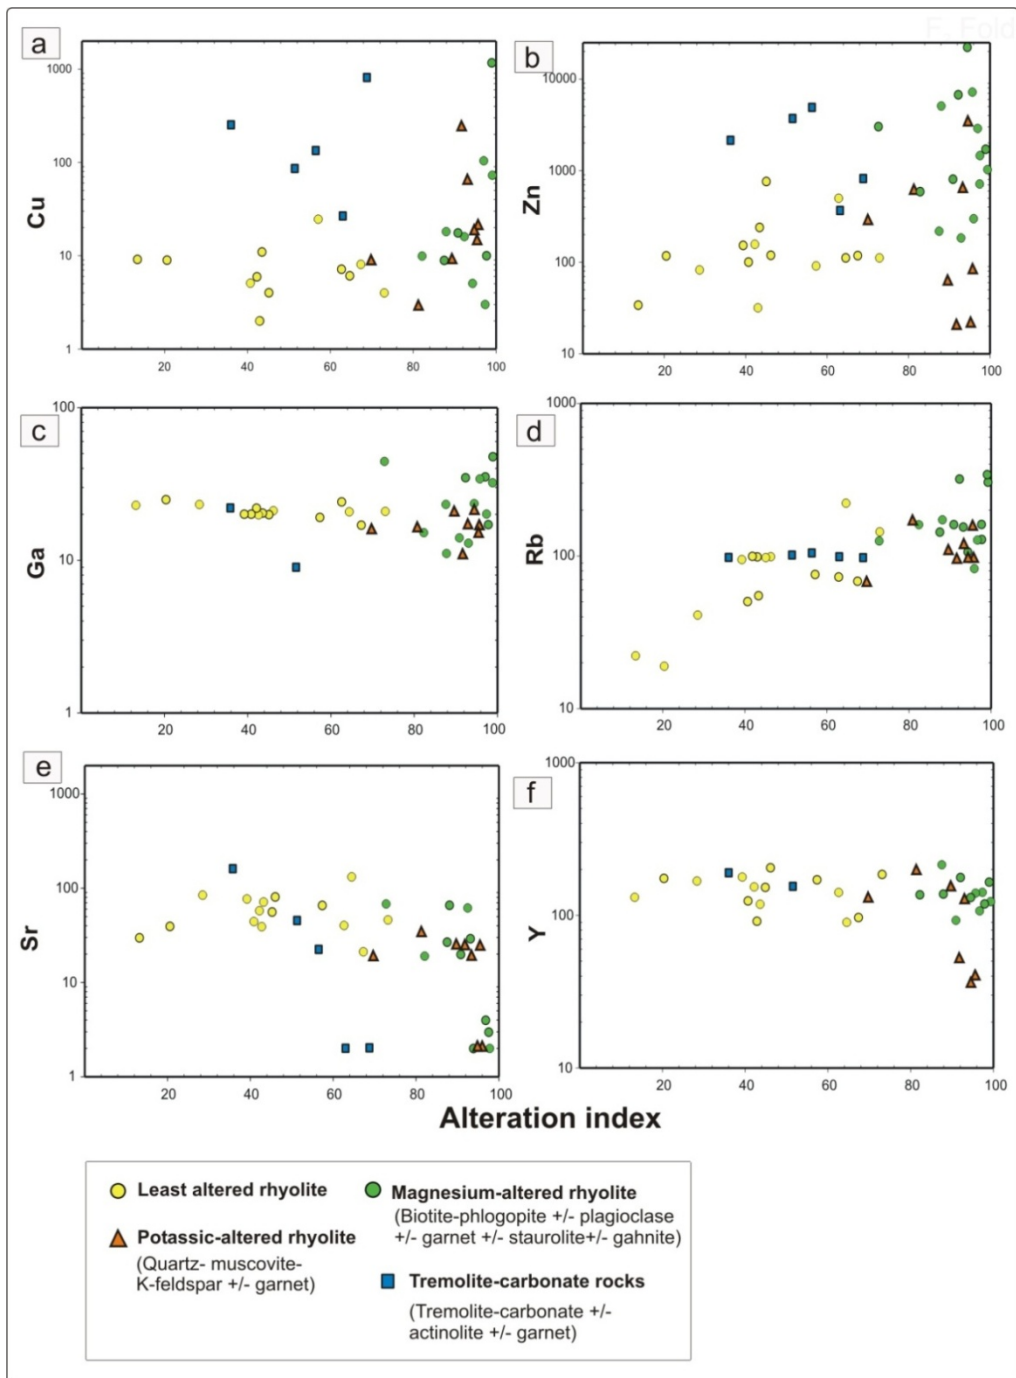 F. Fold
a
Cu
1000
100
10
1
20
40
60
80
100
b
Zn
10000
1000
100
10
20
40
60
80
100
c
Ga
100
10
1
20
40
60
80
100
d
Rb
1000
100
10
20
40
60
80
100
e
Sr
1000
100
10
1
20
40
60
80
100
f
Y
1000
100
10
20
40
60
80
100
Alteration index
Least altered rhyolite
Potassic-altered rhyolite
(Quartz- muscovite-
K-feldspar +/- garnet)
Magnesium-altered rhyolite
(Biotite-phlogopite +/- plagioclase
+/- garnet +/- staurolite+/- gahnite)
Tremolite-carbonate rocks
(Tremolite-carbonate +/-
actinolite +/- garnet)